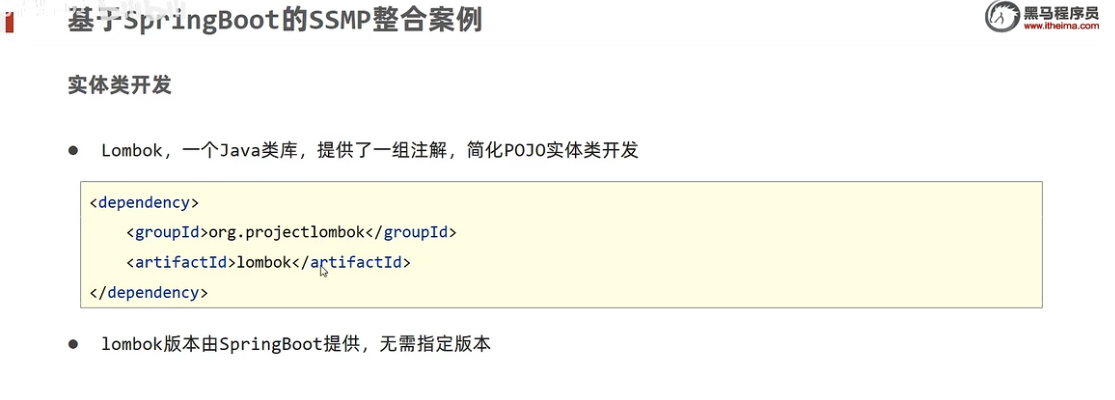 基于SpringBoot的SSMP整合案例
黑马程序员
www.itheima.com
实体类开发
● Lombok，一个Java类库，提供了一组注解，简化POJO实体类开发
<dependency>
    <groupId>org.projectlombok</groupId>
    <artifactId>lombok</artifactId>
</dependency>
● lombok版本由SpringBoot提供，无需指定版本